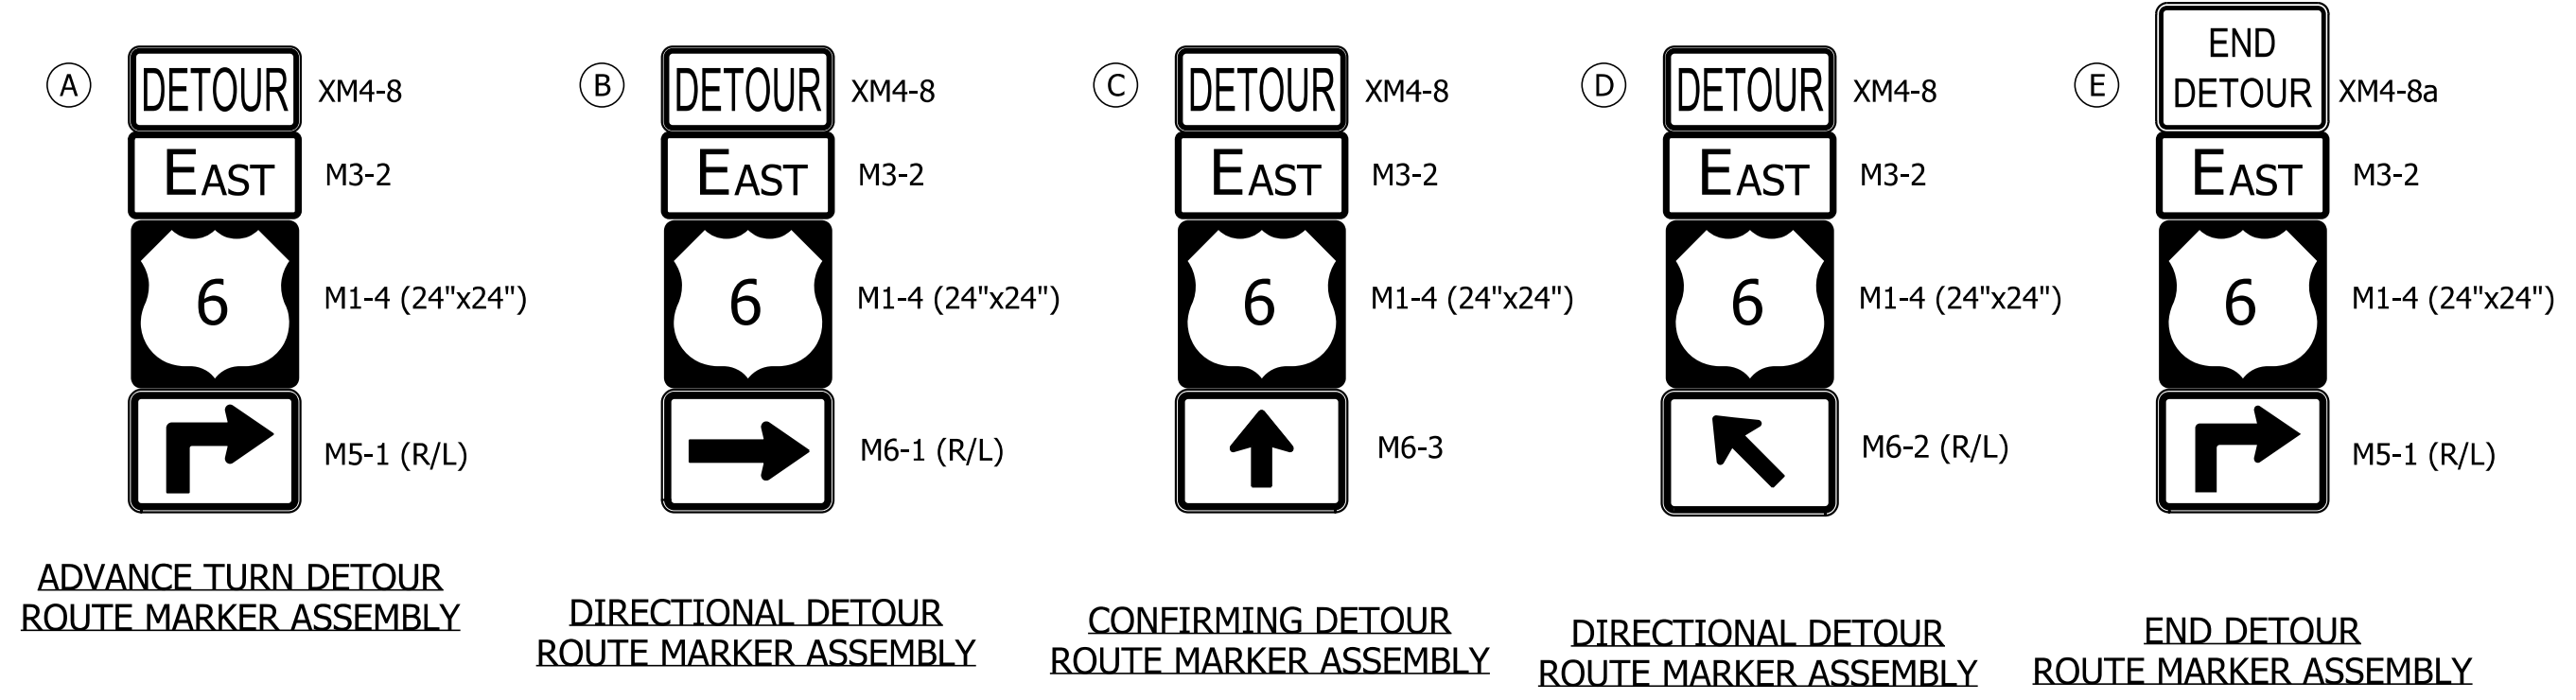 A
DETOUR
XM4-8
EAST
M3-2
6
M1-4 (24"x24")
M5-1 (R/L)
ADVANCE TURN DETOUR
ROUTE MARKER ASSEMBLY
B
DETOUR
XM4-8
EAST
M3-2
6
M1-4 (24"x24")
M6-1 (R/L)
DIRECTIONAL DETOUR
ROUTE MARKER ASSEMBLY
C
DETOUR
XM4-8
EAST
M3-2
6
M1-4 (24"x24")
M6-3
CONFIRMING DETOUR
ROUTE MARKER ASSEMBLY
D
DETOUR
XM4-8
EAST
M3-2
6
M1-4 (24"x24")
M6-2 (R/L)
DIRECTIONAL DETOUR
ROUTE MARKER ASSEMBLY
E
END
DETOUR
XM4-8a
EAST
M3-2
6
M1-4 (24"x24")
M5-1 (R/L)
END DETOUR
ROUTE MARKER ASSEMBLY